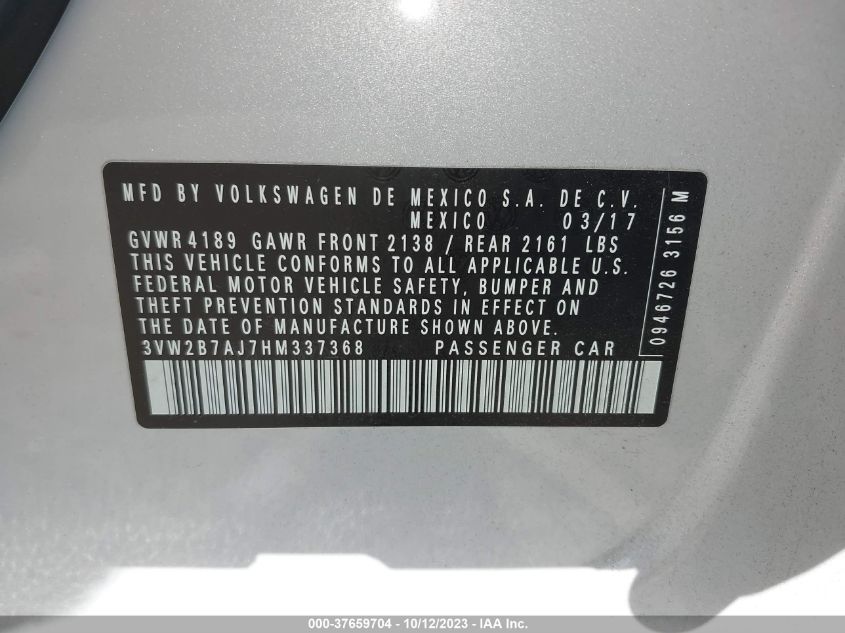 MFD BY VOLKSWAGEN DE MEXICO S.A. DE C.V.
MEXICO 03/17
GVWR 4189 GAWR FRONT 2138 / REAR 2161 LBS
THIS VEHICLE CONFORMS TO ALL APPLICABLE U.S.
FEDERAL MOTOR VEHICLE SAFETY, BUMPER AND
THEFT PREVENTION STANDARDS IN EFFECT ON
THE DATE OF MANUFACTURE SHOWN ABOVE.
3VW2B7AJ7HM337368 PASSENGER CAR
0946726 3156 M
000-37659704 - 10/12/2023 - IAA Inc.